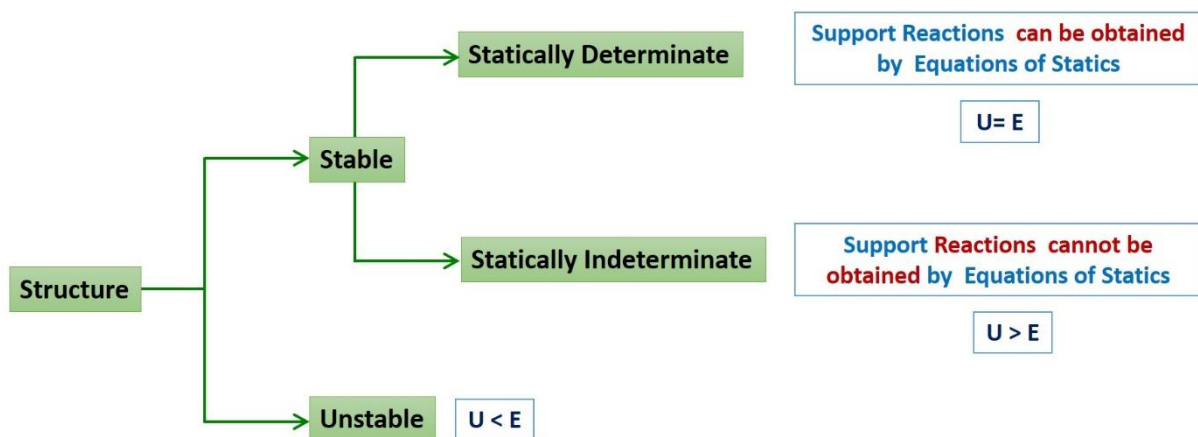 Statically Determinate
Support Reactions can be obtained
by Equations of Statics
U= E
Stable
Statically Indeterminate
Support Reactions cannot be
obtained by Equations of Statics
U > E
Structure
Unstable
U < E